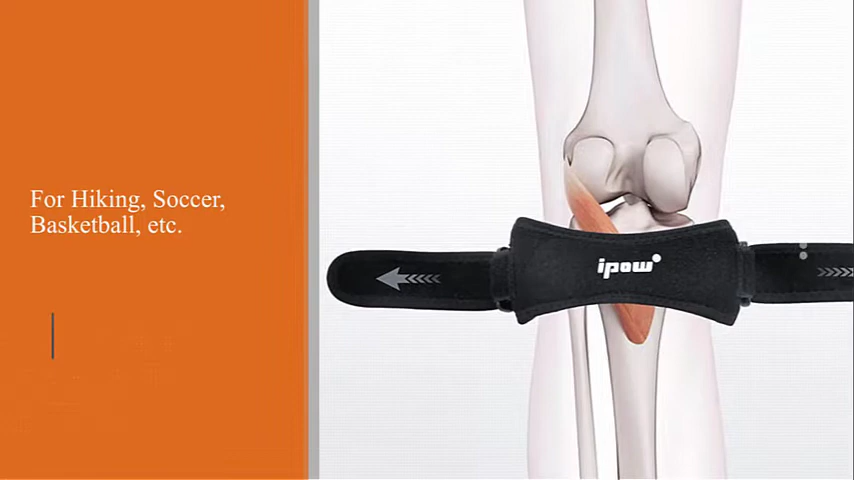 For Hiking, Soccer,
Basketball, etc.
ipow